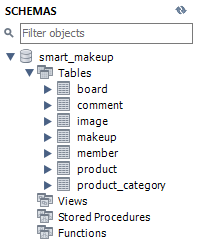 SCHEMAS
Filter objects
smart_makeup
Tables
board
comment
image
makeup
member
product
product_category
Views
Stored Procedures
Functions